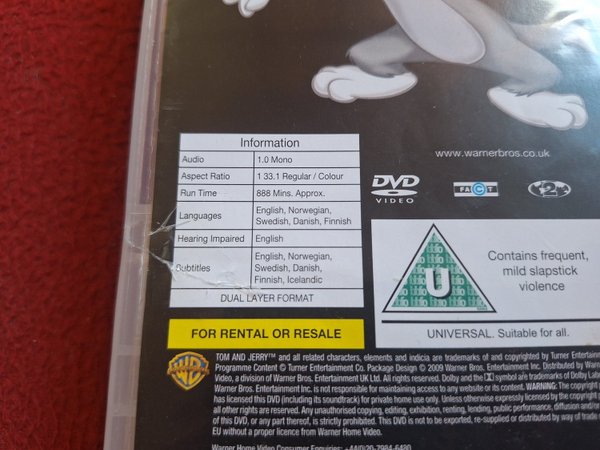 Information
Audio 1.0 Mono
Aspect Ratio 1 33.1 Regular / Colour
Run Time 888 Mins. Approx.
Languages English, Norwegian,
Swedish, Danish, Finnish
Hearing Impaired English
Subtitles English, Norwegian,
Swedish, Danish,
Finnish, Icelandic
DUAL LAYER FORMAT
www.warnerbros.co.uk
DVD
VIDEO
FACT
2
U
Contains frequent,
mild slapstick
violence
UNIVERSAL. Suitable for all.
FOR RENTAL OR RESALE
WB
TOM AND JERRY™ and all related characters, elements and indicia are trademarks of and copyrighted by Turner Entertainment
Programme Content © Turner Entertainment Co. Package Design © 2009 Warner Bros. Entertainment Inc. Distributed by Warner
Video, a division of Warner Bros. Entertainment UK Ltd. All rights reserved. Dolby and the symbol are trademarks of Dolby
Warner Bros. Entertainment Inc. is not responsible for maintaining access to any website or its content. WARNING: The copyright
has licensed this DVD (including its soundtrack) for private home use only. Unless otherwise expressly licensed by the copyright
all other rights are reserved. Any unauthorised copying, editing, exhibition, renting, lending, public performance, diffusion and/or
of this DVD, or any part thereof, is strictly prohibited. This DVD is not to be exported, re-supplied or distributed by way of trade
EU without a proper licence from Warner Home Video.
Warner Home Video Consumer Enquiries: +44(0)20-7984-6480